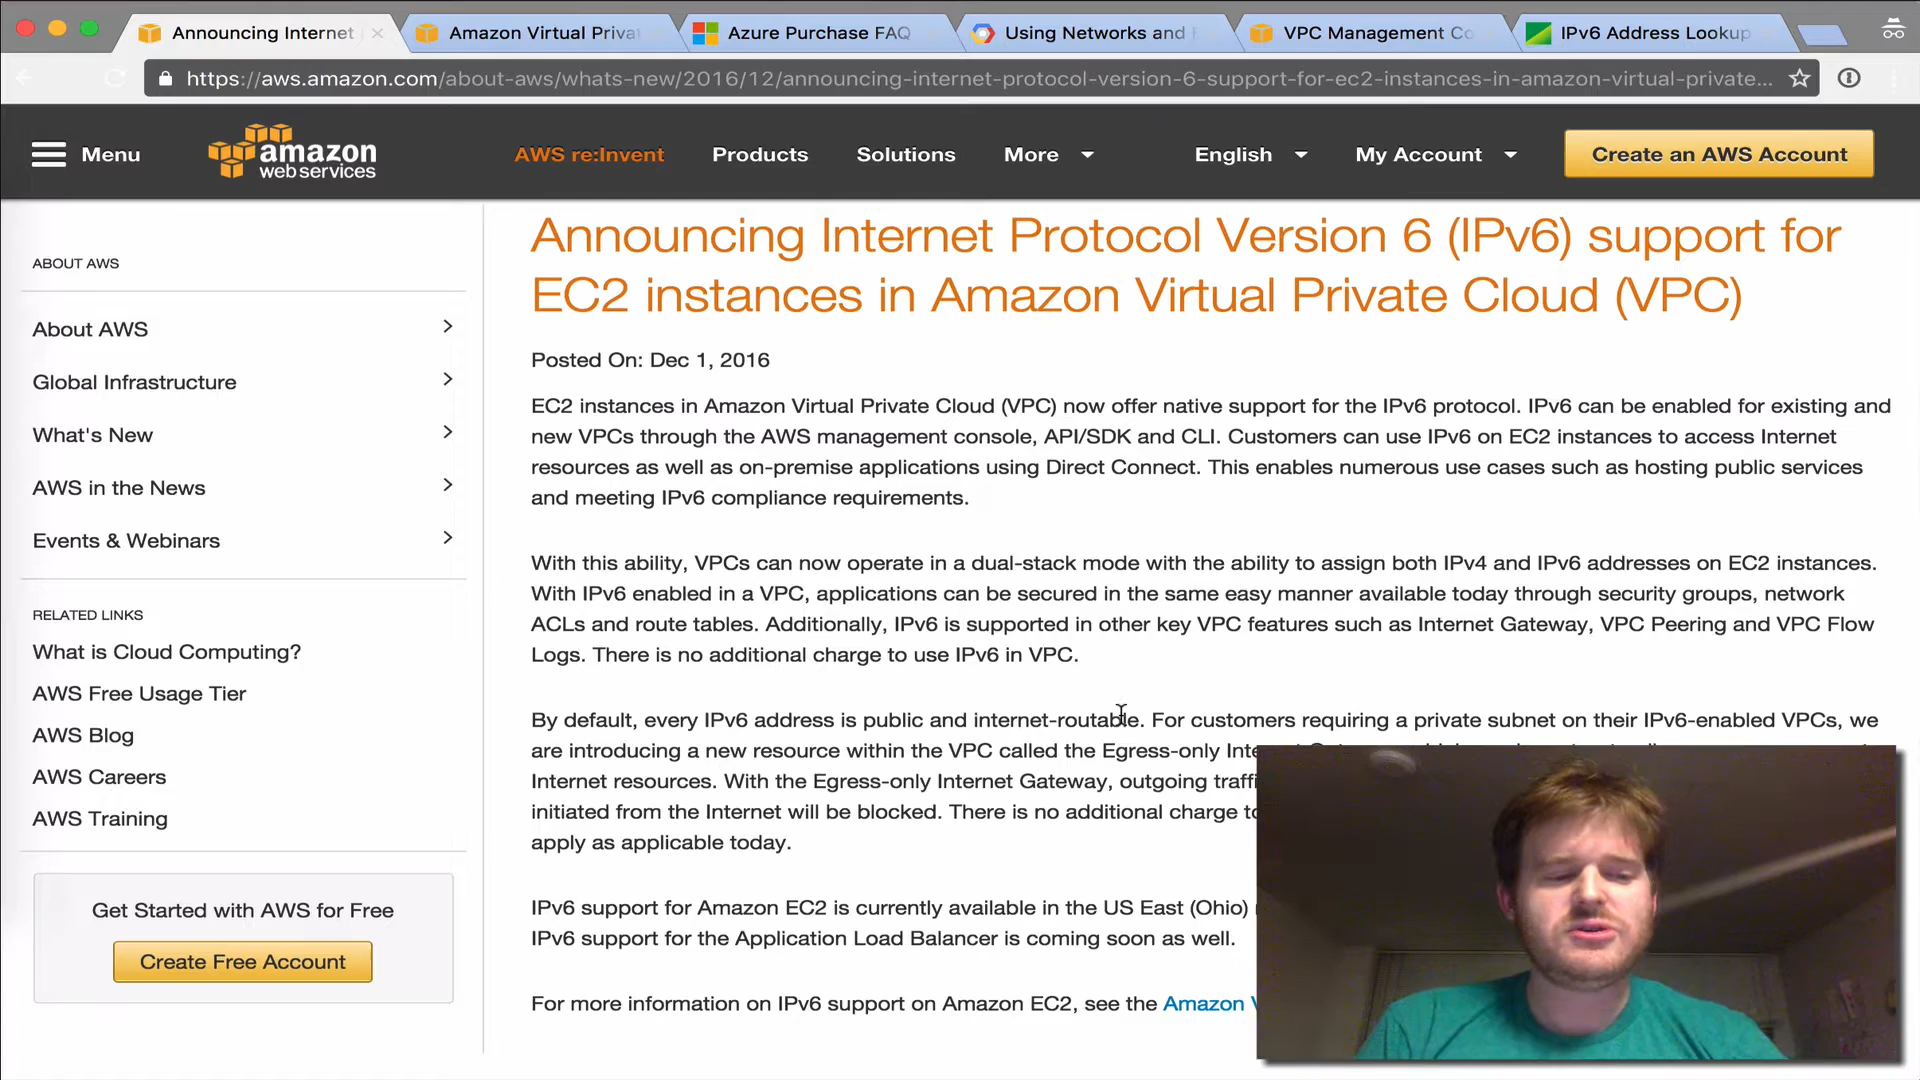 Announcing Internet
Amazon Virtual Priva
Azure Purchase FAQ
Using Networks and
VPC Management Co
IPv6 Address Lookup
https://aws.amazon.com/about-aws/whats-new/2016/12/announcing-internet-protocol-version-6-support-for-ec2-instances-in-amazon-virtual-private...
Menu
amazon
web services
AWS re:Invent
Products
Solutions
More
English
My Account
Create an AWS Account
ABOUT AWS
About AWS
Global Infrastructure
What's New
AWS in the News
Events & Webinars
RELATED LINKS
What is Cloud Computing?
AWS Free Usage Tier
AWS Blog
AWS Careers
AWS Training
Get Started with AWS for Free
Create Free Account
Announcing Internet Protocol Version 6 (IPv6) support for
EC2 instances in Amazon Virtual Private Cloud (VPC)
Posted On: Dec 1, 2016
EC2 instances in Amazon Virtual Private Cloud (VPC) now offer native support for the IPv6 protocol. IPv6 can be enabled for existing and
new VPCs through the AWS management console, API/SDK and CLI. Customers can use IPv6 on EC2 instances to access Internet
resources as well as on-premise applications using Direct Connect. This enables numerous use cases such as hosting public services
and meeting IPv6 compliance requirements.
With this ability, VPCs can now operate in a dual-stack mode with the ability to assign both IPv4 and IPv6 addresses on EC2 instances.
With IPv6 enabled in a VPC, applications can be secured in the same easy manner available today through security groups, network
ACLs and route tables. Additionally, IPv6 is supported in other key VPC features such as Internet Gateway, VPC Peering and VPC Flow
Logs. There is no additional charge to use IPv6 in VPC.
By default, every IPv6 address is public and internet-routable. For customers requiring a private subnet on their IPv6-enabled VPCs, we
are introducing a new resource within the VPC called the Egress-only Inte
Internet resources. With the Egress-only Internet Gateway, outgoing traffi
initiated from the Internet will be blocked. There is no additional charge to
apply as applicable today.
IPv6 support for Amazon EC2 is currently available in the US East (Ohio)
IPv6 support for the Application Load Balancer is coming soon as well.
For more information on IPv6 support on Amazon EC2, see the Amazon V